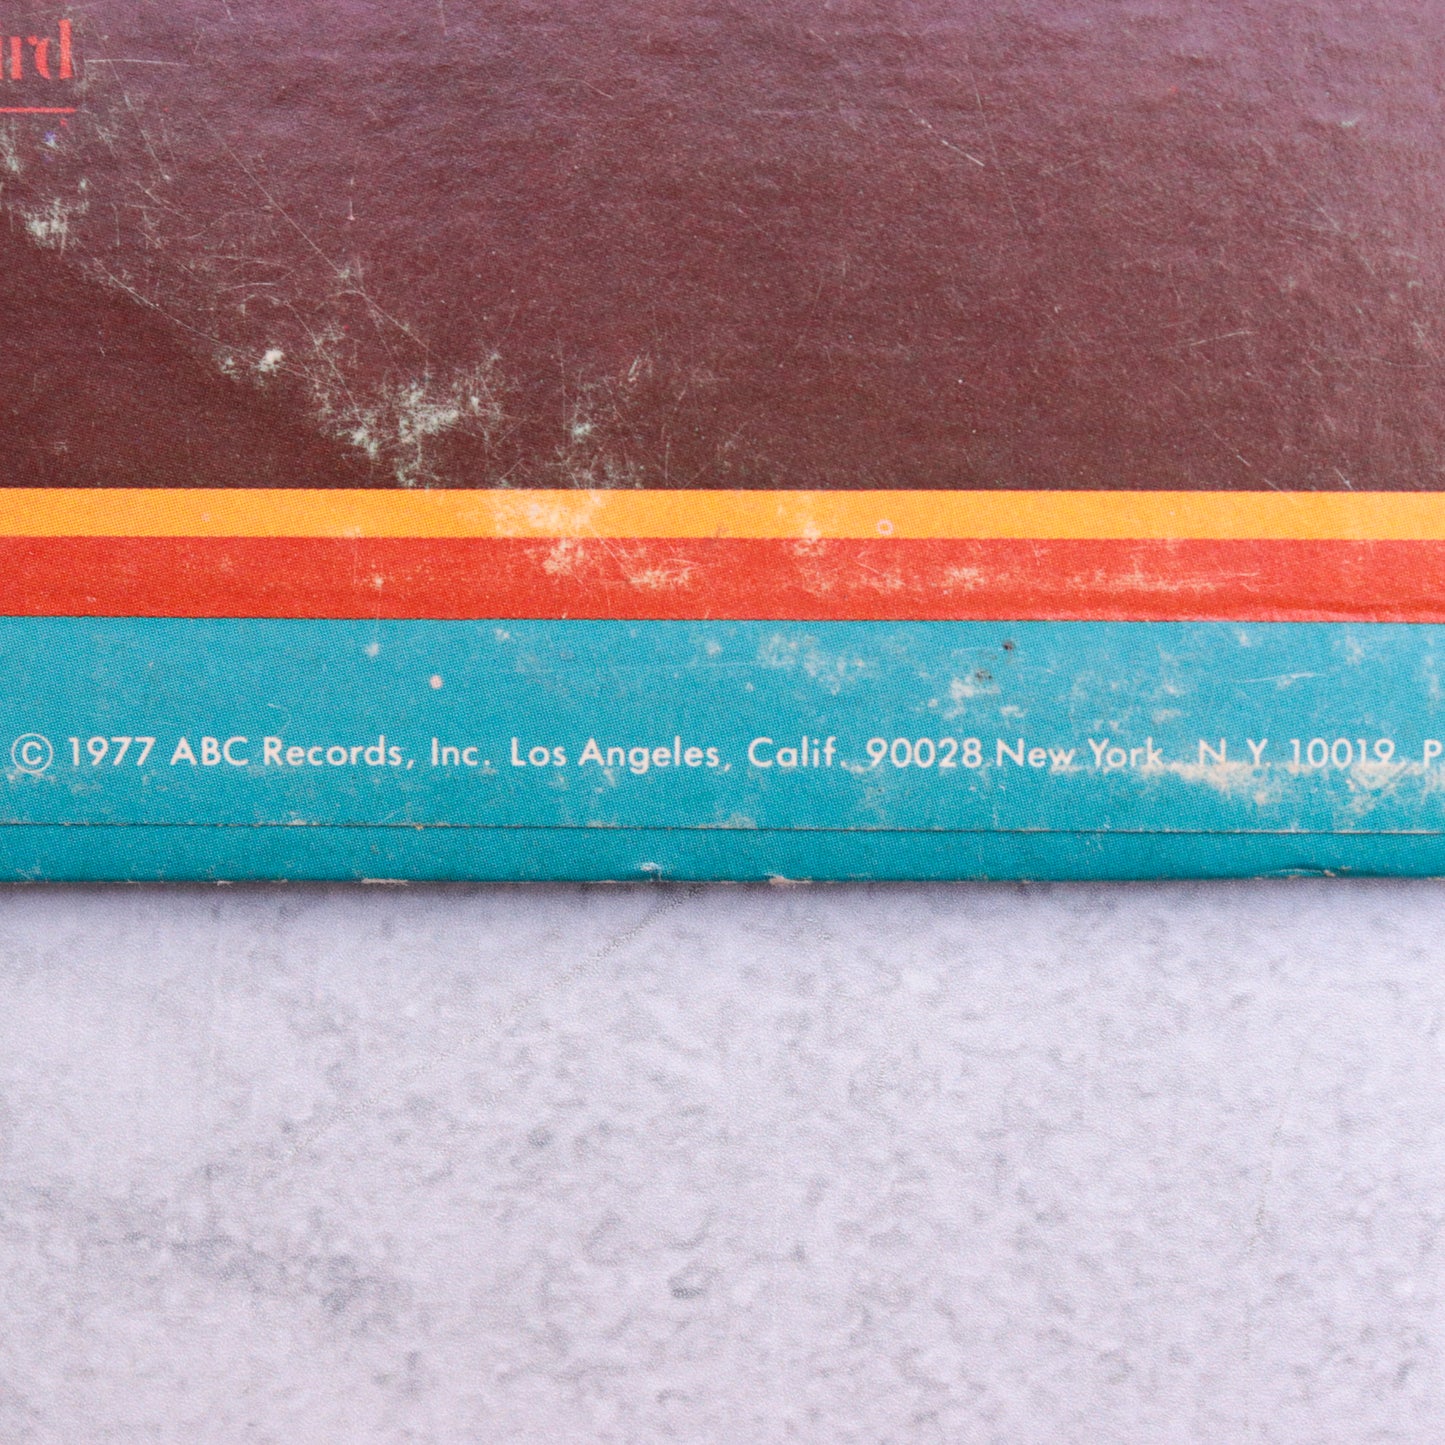 © 1977 ABC Records, Inc. Los Angeles, Calif. 90028 New York, N.Y. 10019